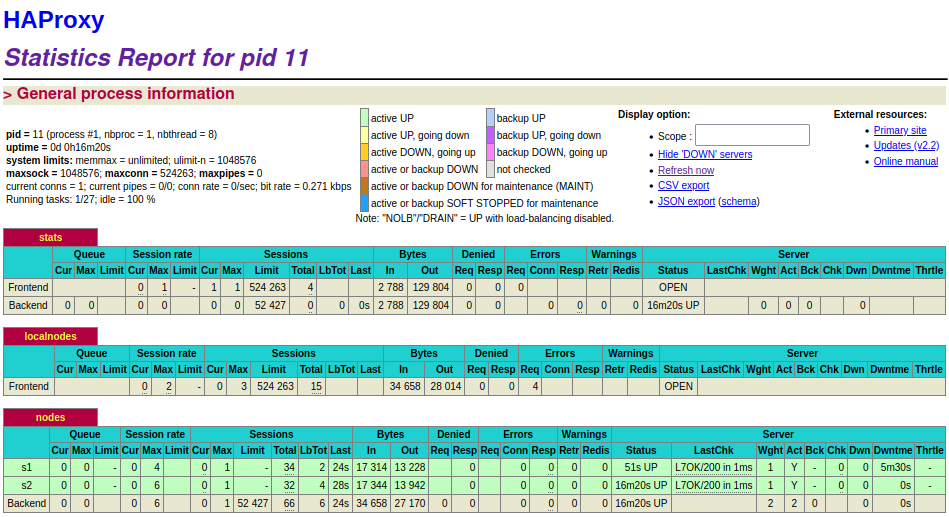 HAProxy
Statistics Report for pid 11
> General process information
pid = 11 (process #1, nbproc = 1, nbthread = 8)
uptime = 0d 0h16m20s
system limits: memmax = unlimited; ulimit-n = 1048576
maxsock = 1048576; maxconn = 524263; maxpipes = 0
current conns = 1; current pipes = 0/0; conn rate = 0/sec; bit rate = 0.271 kbps
Running tasks: 1/27; idle = 100 %
active UP backup UP
active UP, going down backup UP, going down
active DOWN, going up backup DOWN, going up
active or backup DOWN not checked
active or backup DOWN for maintenance (MAINT)
active or backup SOFT STOPPED for maintenance
Note: "NOLB"/"DRAIN" = UP with load-balancing disabled.
Display option:
• Scope :
• Hide 'DOWN' servers
• Refresh now
• CSV export
• JSON export (schema)
External resources:
• Primary site
• Updates (v2.2)
• Online manual
stats
Queue Session rate Sessions Bytes Denied Errors Warnings Server
Cur Max Limit Cur Max Limit Cur Max Limit Total LbTot Last In Out Req Resp Req Conn Resp Retr Redis Status LastChk Wght Act Bck Chk Dwn Dwntme Thrtle
Frontend 0 1 - 1 1 524 263 4 2 788 129 804 0 0 0 OPEN
Backend 0 0 0 0 0 0 52 427 0 0 0s 2 788 129 804 0 0 0 0 0 0 16m20s UP 0 0 0 0
localnodes
Queue Session rate Sessions Bytes Denied Errors Warnings Server
Cur Max Limit Cur Max Limit Cur Max Limit Total LbTot Last In Out Req Resp Req Conn Resp Retr Redis Status LastChk Wght Act Bck Chk Dwn Dwntme Thrtle
Frontend 0 2 - 0 3 524 263 15 34 658 28 014 0 0 4 OPEN
nodes
Queue Session rate Sessions Bytes Denied Errors Warnings Server
Cur Max Limit Cur Max Limit Cur Max Limit Total LbTot Last In Out Req Resp Req Conn Resp Retr Redis Status LastChk Wght Act Bck Chk Dwn Dwntme Thrtle
s1 0 0 - 0 4 0 1 - 34 2 24s 17 314 13 228 0 0 0 0 0 51s UP L7OK/200 in 1ms 1 Y - 0 0 5m30s -
s2 0 0 - 0 6 0 1 - 32 4 28s 17 344 13 942 0 0 0 0 0 16m20s UP L7OK/200 in 1ms 1 Y - 0 0 0s -
Backend 0 0 0 6 0 1 52 427 66 6 24s 34 658 27 170 0 0 0 0 0 0 16m20s UP 2 2 0 0 0s